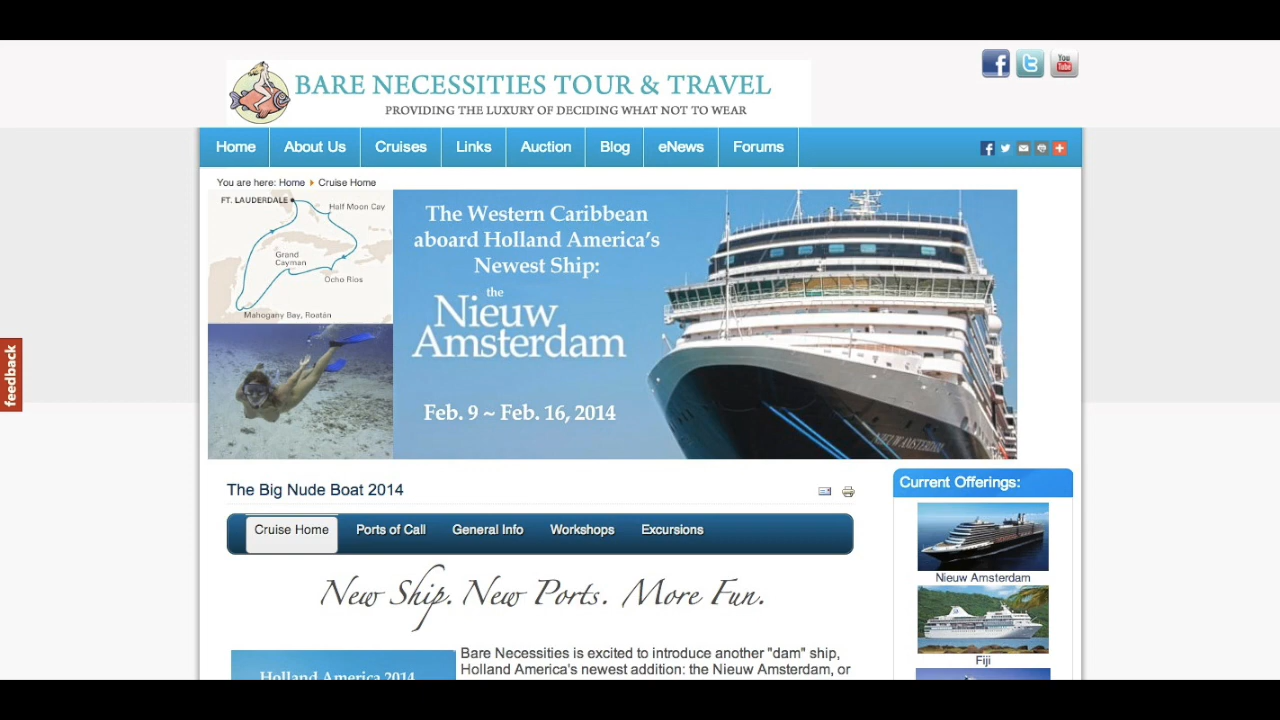 BARE NECESSITIES TOUR & TRAVEL
PROVIDING THE LUXURY OF DECIDING WHAT NOT TO WEAR
You Tube
Home About Us Cruises Links Auction Blog eNews Forums
You are here: Home Cruise Home
FT. LAUDERDALE
Half Moon Cay
Grand Cayman
Ocho Rios
Mahogany Bay, Roatán
The Western Caribbean
aboard Holland America's
Newest Ship:
the
Nieuw
Amsterdam
Feb. 9 ~ Feb. 16, 2014
NIEUW AMSTERDAM
feedback
The Big Nude Boat 2014
Cruise Home Ports of Call General Info Workshops Excursions
New Ship. New Ports. More Fun.
Bare Necessities is excited to introduce another "dam" ship,
Holland America's newest addition: the Nieuw Amsterdam, or
Holland America 2014
Current Offerings:
Nieuw Amsterdam
Fiji